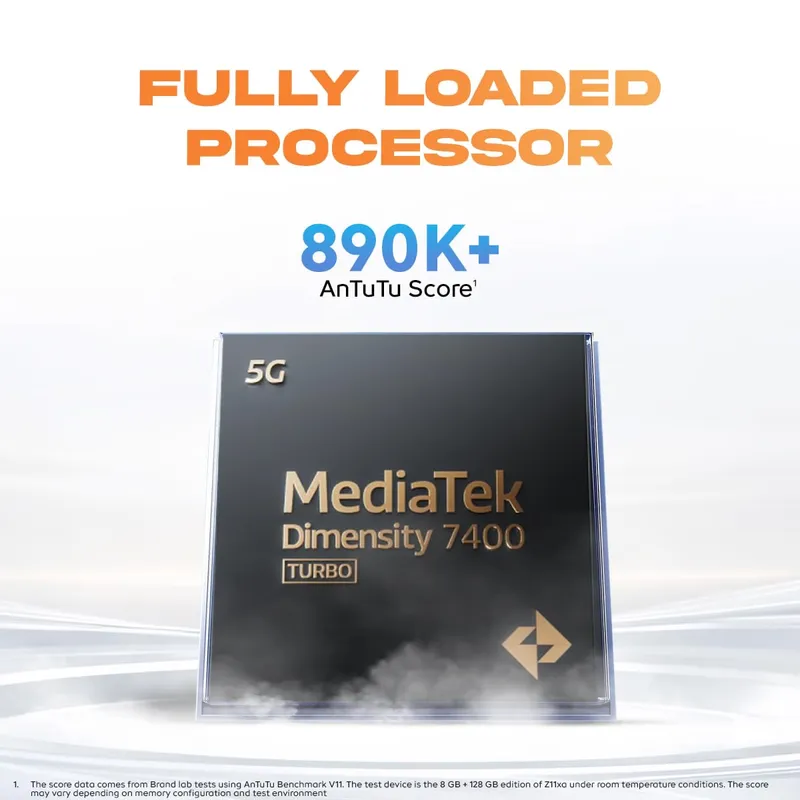 FULLY LOADED
PROCESSOR
890K+
AnTuTu Score¹
5G
MediaTek
Dimensity 7400
TURBO
1. The score data comes from Brand lab tests using AnTuTu Benchmark V11. The test device is the 8 GB + 128 GB edition of Z11xa under room temperature conditions. The score
may vary depending on memory configuration and test environment